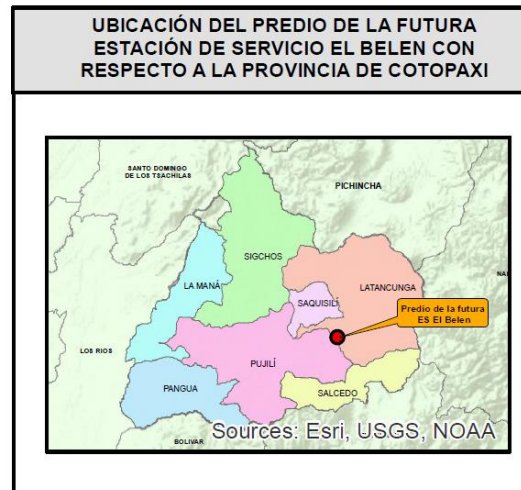 UBICACIÓN DEL PREDIO DE LA FUTURA
ESTACIÓN DE SERVICIO EL BELEN CON
RESPECTO A LA PROVINCIA DE COTOPAXI
SANTO DOMINGO
DE LOS TSACHILAS
PICHINCHA
SIGCHOS
LA MANÁ
LATANCUNGA
SAQUISILÍ
Predio de la futura
ES El Belen
LOS RIOS
PUJILÍ
PANGUA
SALCEDO
BOLIVAR
Sources: Esri, USGS, NOAA